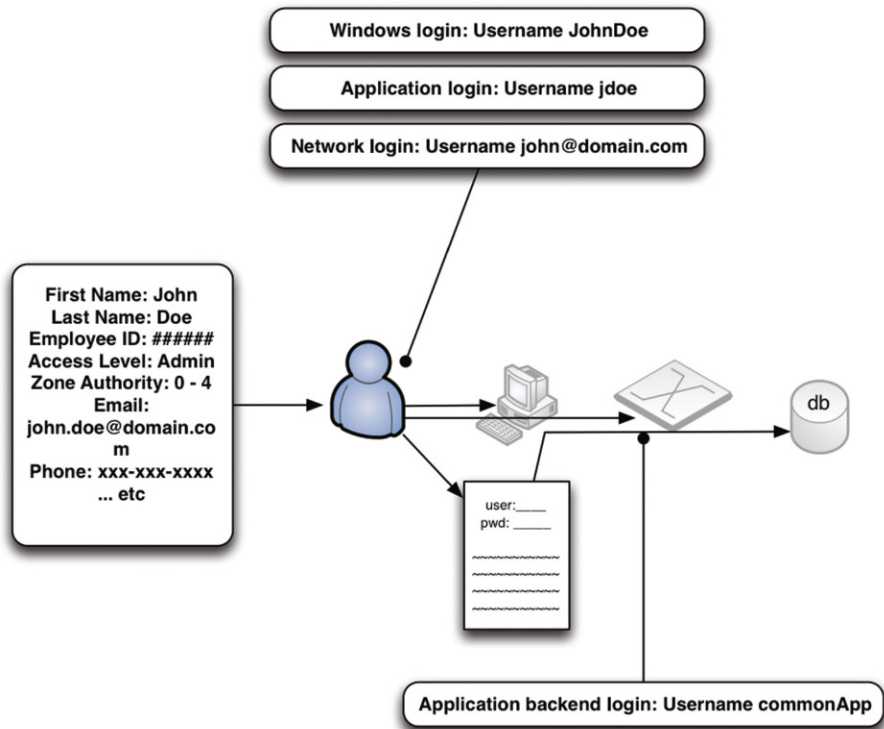 Windows login: Username JohnDoe
Application login: Username jdoe
Network login: Username john@domain.com
First Name: John
Last Name: Doe
Employee ID: ######
Access Level: Admin
Zone Authority: 0 - 4
Email:
john.doe@domain.co
m
Phone: xxx-xxx-xxxx
... etc
db
user:____
pwd: _____
~~~~~~~~~~~
~~~~~~~~~~~
~~~~~~~~~~~
~~~~~~~~~~~
Application backend login: Username commonApp